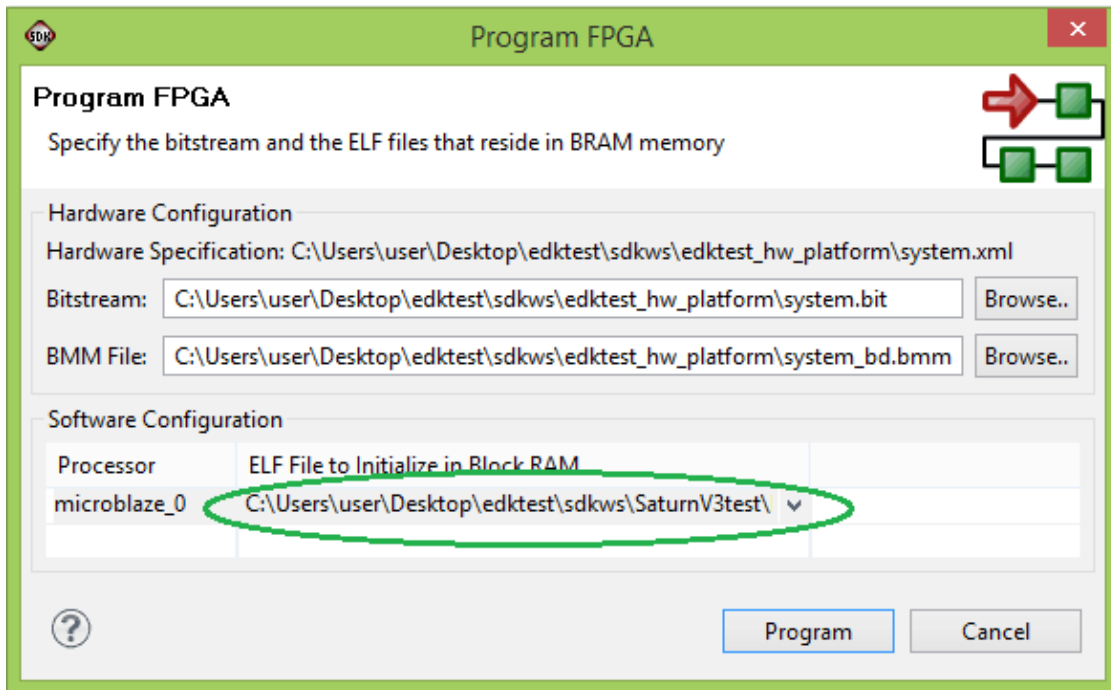 SDK
Program FPGA
Program FPGA
Specify the bitstream and the ELF files that reside in BRAM memory
Hardware Configuration
Hardware Specification: C:\Users\user\Desktop\edktest\sdkws\edktest_hw_platform\system.xml
Bitstream: C:\Users\user\Desktop\edktest\sdkws\edktest_hw_platform\system.bit Browse..
BMM File: C:\Users\user\Desktop\edktest\sdkws\edktest_hw_platform\system_bd.bmm Browse..
Software Configuration
Processor ELF File to Initialize in Block RAM
microblaze_0 C:\Users\user\Desktop\edktest\sdkws\SaturnV3test\
? Program Cancel